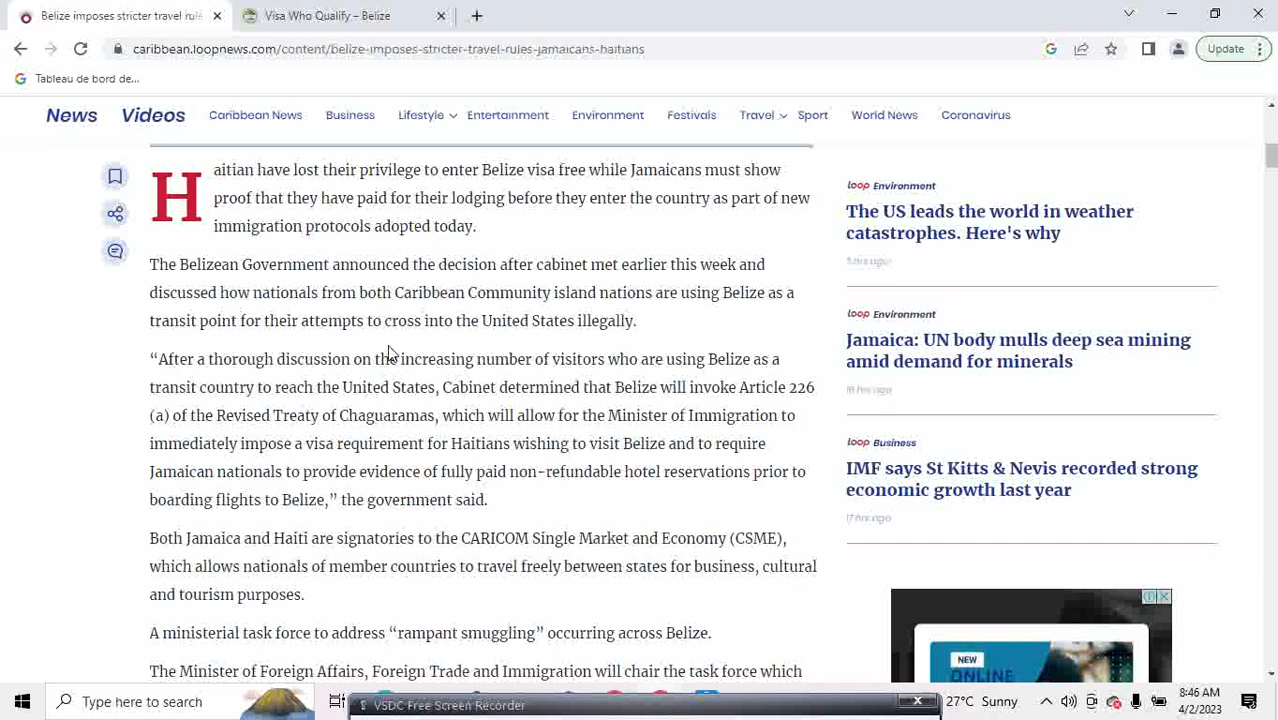 Belize imposes stricter travel rul
Visa Who Qualify – Belize
caribbean.loopnews.com/content/belize-imposes-stricter-travel-rules-jamaicans-haitians
Update
Tableau de bord de...
News
Videos
Caribbean News
Business
Lifestyle
Entertainment
Environment
Festivals
Travel
Sport
World News
Coronavirus
Haitian have lost their privilege to enter Belize visa free while Jamaicans must show
proof that they have paid for their lodging before they enter the country as part of new
immigration protocols adopted today.
The Belizean Government announced the decision after cabinet met earlier this week and
discussed how nationals from both Caribbean Community island nations are using Belize as a
transit point for their attempts to cross into the United States illegally.
“After a thorough discussion on the increasing number of visitors who are using Belize as a
transit country to reach the United States, Cabinet determined that Belize will invoke Article 226
(a) of the Revised Treaty of Chaguaramas, which will allow for the Minister of Immigration to
immediately impose a visa requirement for Haitians wishing to visit Belize and to require
Jamaican nationals to provide evidence of fully paid non-refundable hotel reservations prior to
boarding flights to Belize,” the government said.
Both Jamaica and Haiti are signatories to the CARICOM Single Market and Economy (CSME),
which allows nationals of member countries to travel freely between states for business, cultural
and tourism purposes.
A ministerial task force to address “rampant smuggling” occurring across Belize.
The Minister of Foreign Affairs, Foreign Trade and Immigration will chair the task force which
loop Environment
The US leads the world in weather
catastrophes. Here's why
loop Environment
Jamaica: UN body mulls deep sea mining
amid demand for minerals
loop Business
IMF says St Kitts & Nevis recorded strong
economic growth last year
NEW
ONLINE
Type here to search
VSDC Free Screen Recorder
27°C Sunny
8:46 AM
4/2/2023